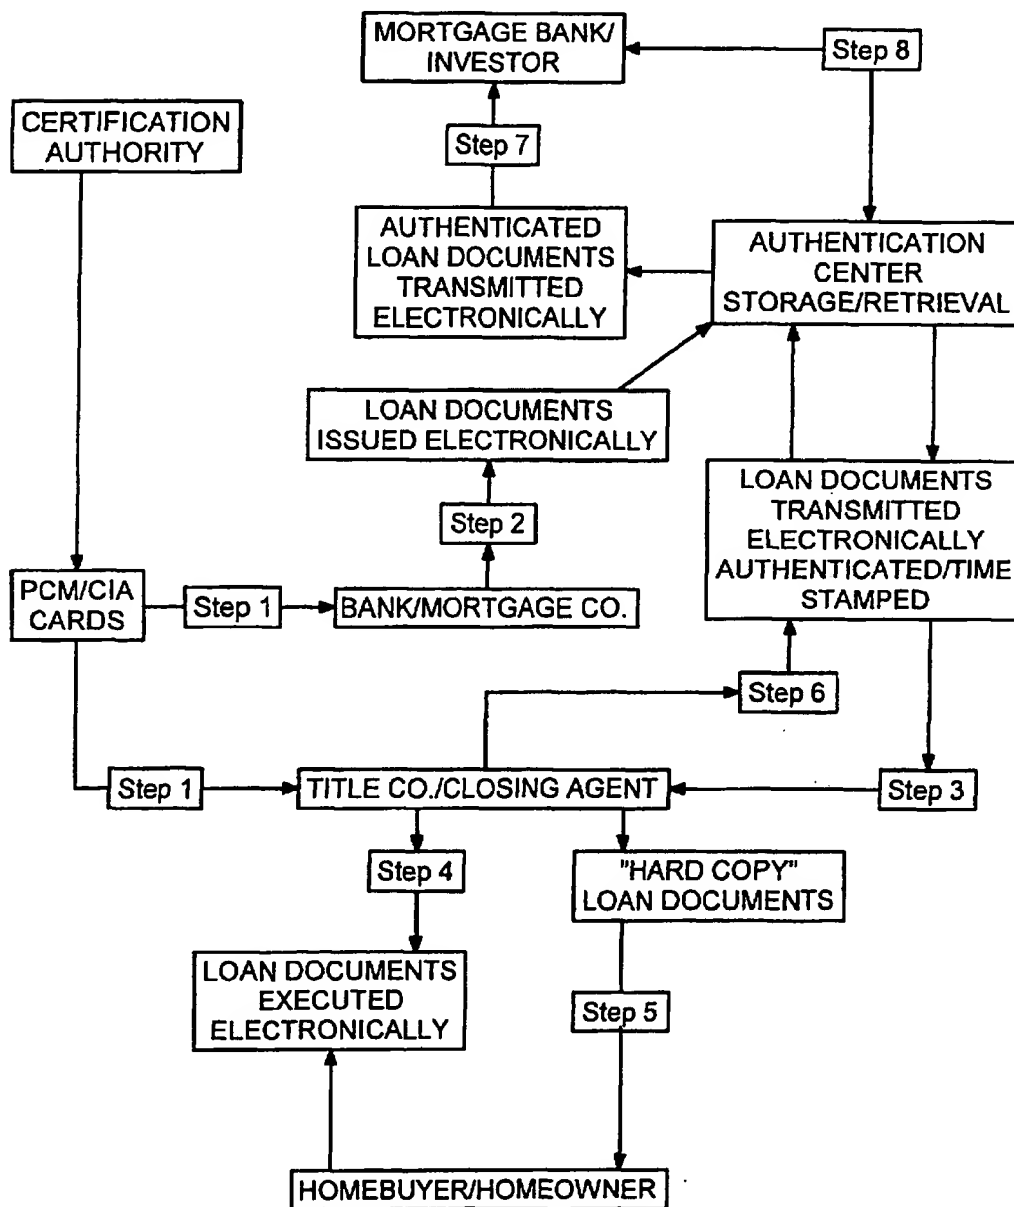 MORTGAGE BANK/
INVESTOR
Step 8
CERTIFICATION
AUTHORITY
Step 7
AUTHENTICATED
LOAN DOCUMENTS
TRANSMITTED
ELECTRONICALLY
AUTHENTICATION
CENTER
STORAGE/RETRIEVAL
LOAN DOCUMENTS
ISSUED ELECTRONICALLY
Step 2
LOAN DOCUMENTS
TRANSMITTED
ELECTRONICALLY
AUTHENTICATED/TIME
STAMPED
PCM/CIA
CARDS
Step 1
BANK/MORTGAGE CO.
Step 6
Step 1
TITLE CO./CLOSING AGENT
Step 3
Step 4
"HARD COPY"
LOAN DOCUMENTS
LOAN DOCUMENTS
EXECUTED
ELECTRONICALLY
Step 5
HOMEBUYER/HOMEOWNER